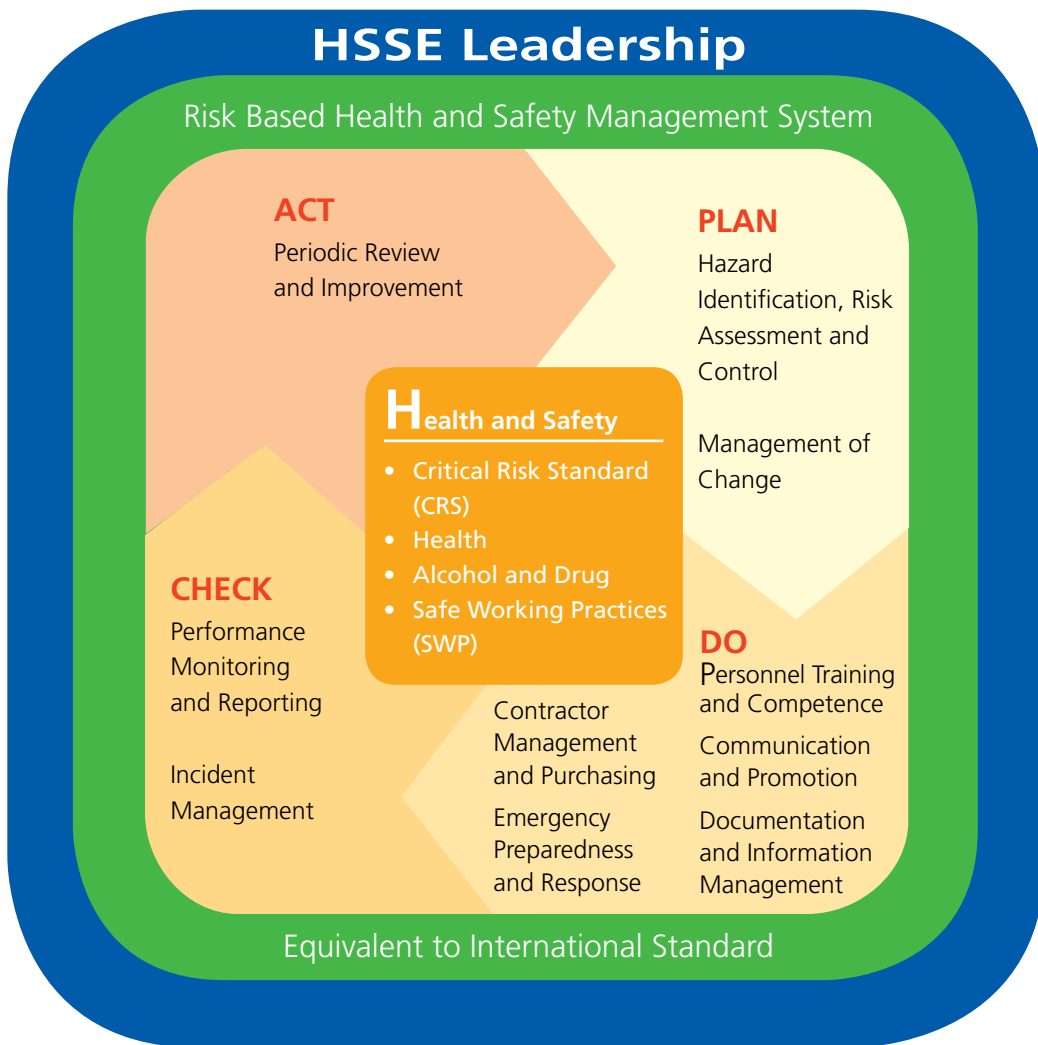 HSSE Leadership
Risk Based Health and Safety Management System
ACT
Periodic Review
and Improvement
PLAN
Hazard
Identification, Risk
Assessment and
Control
Management of
Change
Health and Safety
• Critical Risk Standard
(CRS)
• Health
• Alcohol and Drug
• Safe Working Practices
(SWP)
CHECK
Performance
Monitoring
and Reporting
Incident
Management
DO
Personnel Training
and Competence
Communication
and Promotion
Documentation
and Information
Management
Contractor
Management
and Purchasing
Emergency
Preparedness
and Response
Equivalent to International Standard